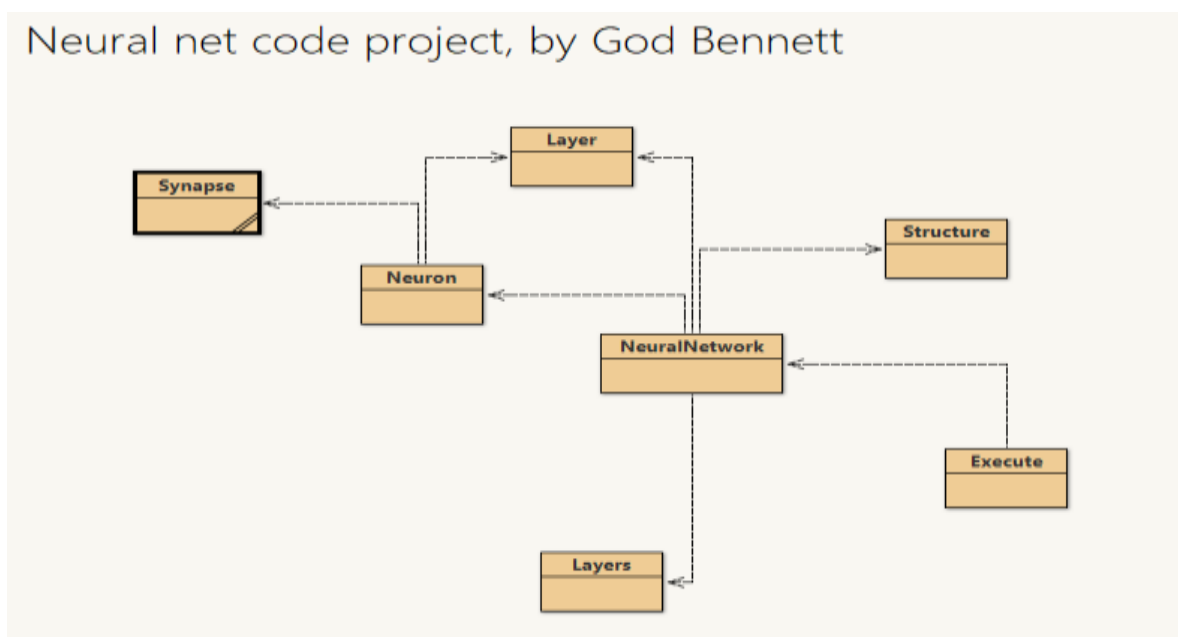 Neural net code project, by God Bennett
Layer
Synapse
Structure
Neuron
NeuralNetwork
Execute
Layers